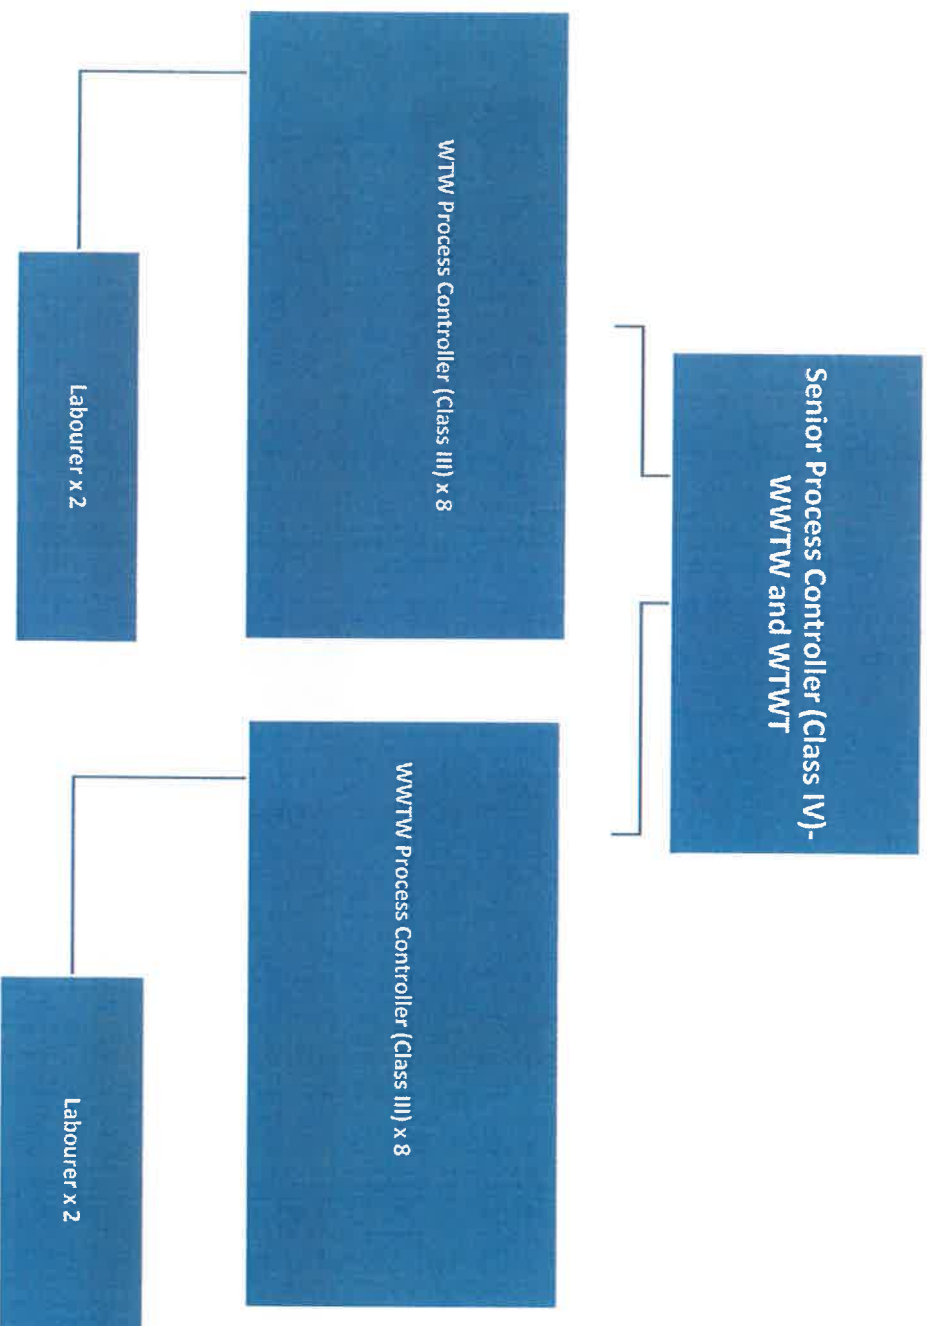 Senior Process Controller (Class IV)-
WWTW and WTWT
WTW Process Controller (Class III) x 8
WWTW Process Controller (Class III) x 8
Labourer x 2
Labourer x 2